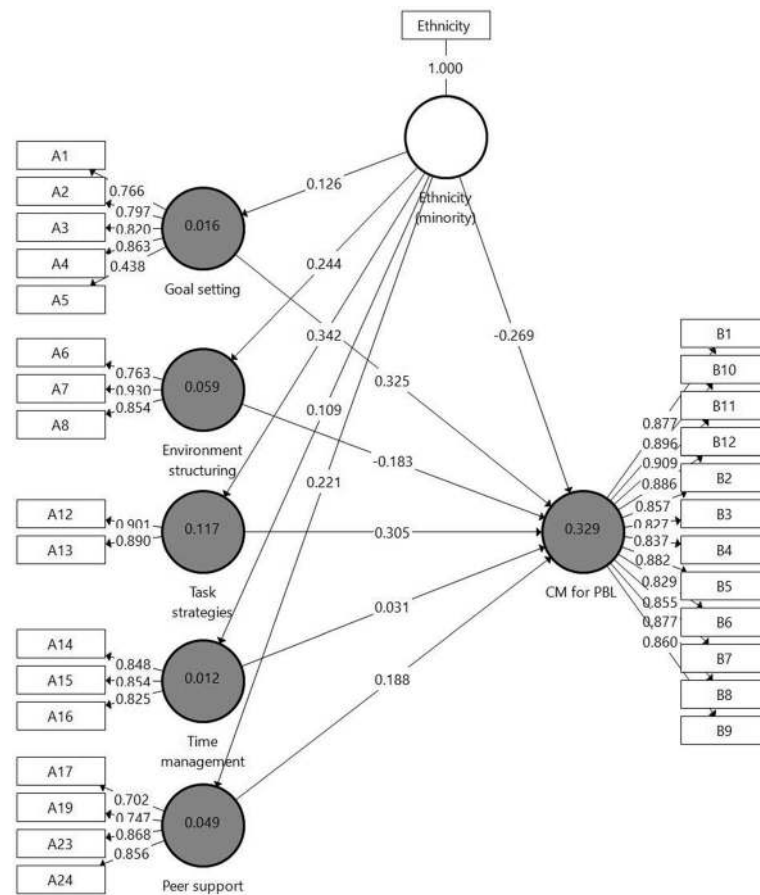 Ethnicity
1.000
Ethnicity
(minority)
A1
A2
A3
A4
A5
0.766
0.797
0.820
0.863
0.438
0.016
Goal setting
0.126
A6
A7
A8
0.763
0.930
0.854
0.059
Environment
structuring
0.244
A12
A13
0.901
0.890
0.117
Task
strategies
0.342
A14
A15
A16
0.848
0.854
0.825
0.012
Time
management
0.109
A17
A19
A23
A24
0.702
0.747
0.868
0.856
0.049
Peer support
0.221
-0.269
0.325
-0.183
0.305
0.031
0.188
0.329
CM for PBL
0.877
0.896
0.909
0.886
0.857
0.827
0.837
0.882
0.829
0.855
0.877
0.860
B1
B10
B11
B12
B2
B3
B4
B5
B6
B7
B8
B9